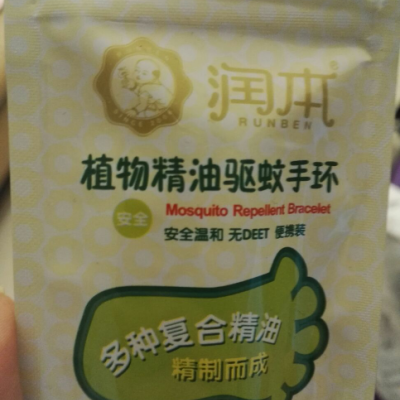 润本®
RUNBEN
植物精油驱蚊手环
安全
Mosquito Repellent Bracelet
安全温和 无DEET 便携装
多种复合精油
精制而成